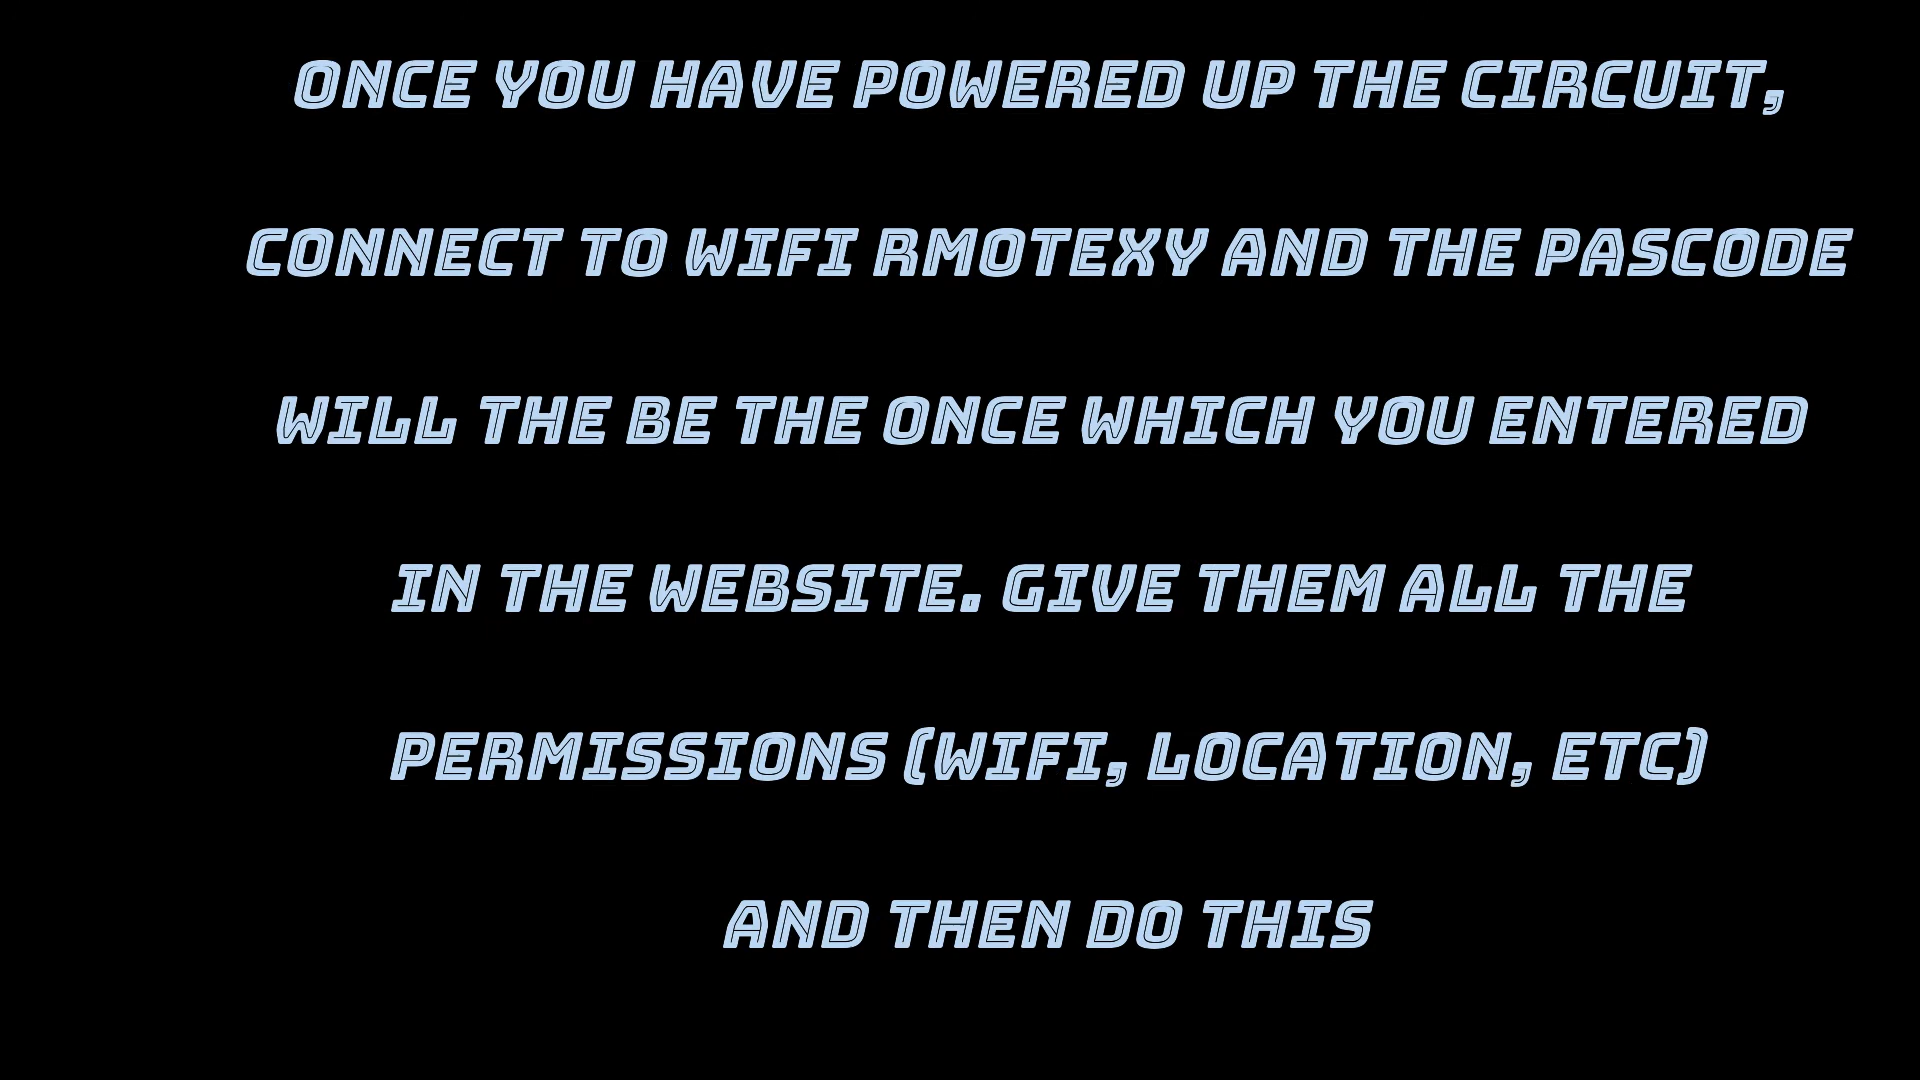 ONCE YOU HAVE POWERED UP THE CIRCUIT,
CONNECT TO WIFI RMOTEXY AND THE PASCODE
WILL THE BE THE ONCE WHICH YOU ENTERED
IN THE WEBSITE. GIVE THEM ALL THE
PERMISSIONS (WIFI, LOCATION, ETC)
AND THEN DO THIS